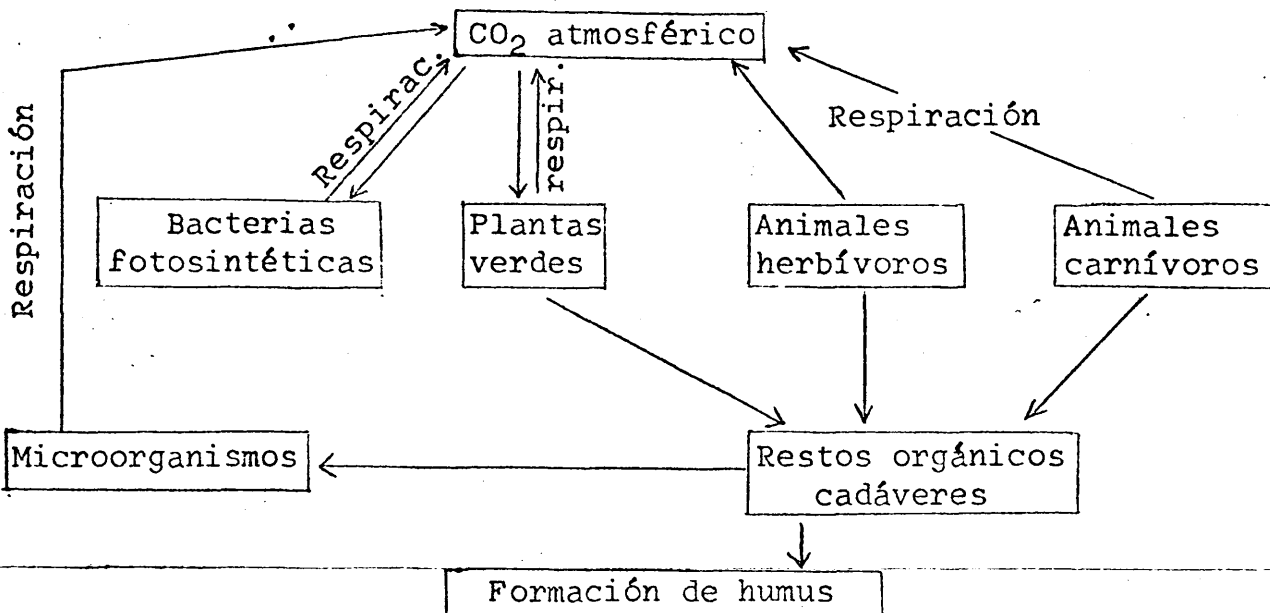 CO2 atmosférico
Respirac.
respir.
Respiración
Respiración
Bacterias
fotosintéticas
Plantas
verdes
Animales
herbívoros
Animales
carnívoros
Microorganismos
Restos orgánicos
cadáveres
Formación de humus